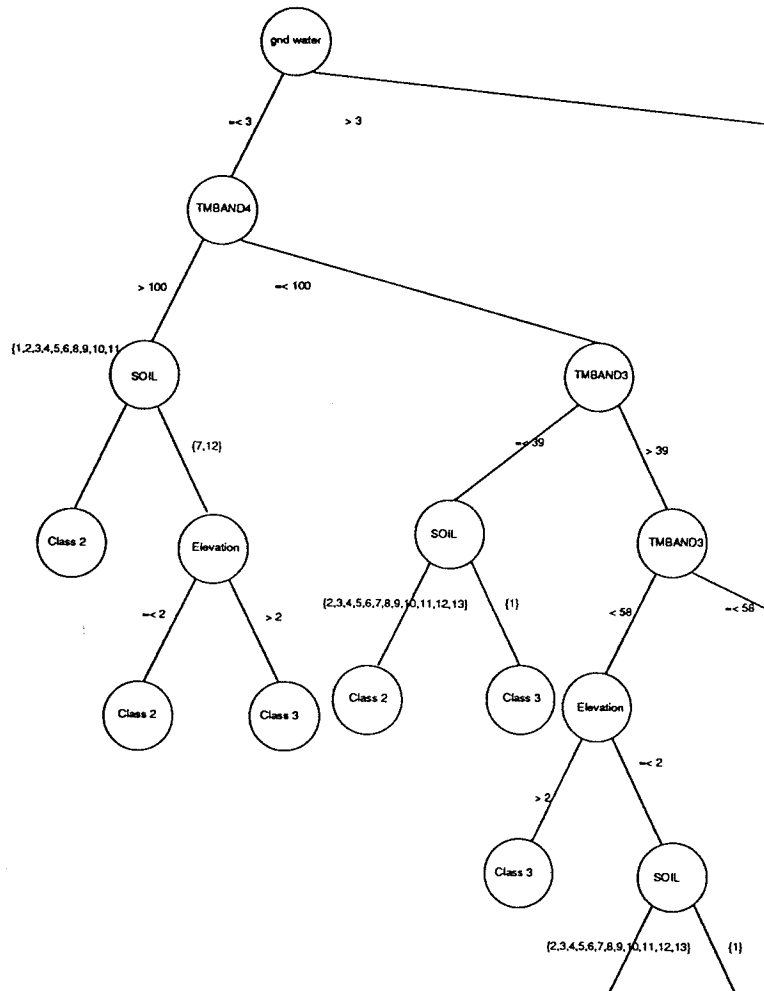 gnd water
=< 3
> 3
TMBAND4
> 100
=< 100
{1,2,3,4,5,6,8,9,10,11
SOIL
TMBAND3
{7,12}
=< 39
> 39
Class 2
Elevation
SOIL
TMBAND3
=< 2
> 2
{2,3,4,5,6,7,8,9,10,11,12,13}
{1}
< 58
=< 58
Class 2
Class 3
Class 2
Class 3
Elevation
> 2
=< 2
Class 3
SOIL
{2,3,4,5,6,7,8,9,10,11,12,13}
{1}